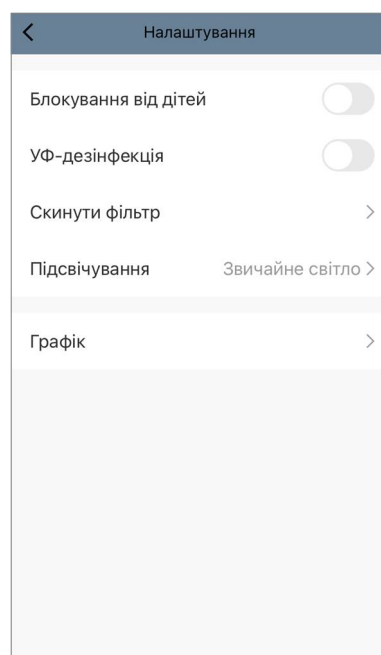 Налаштування
Блокування від дітей
УФ-дезінфекція
Скинути фільтр
Підсвічування Звичайне світло
Графік